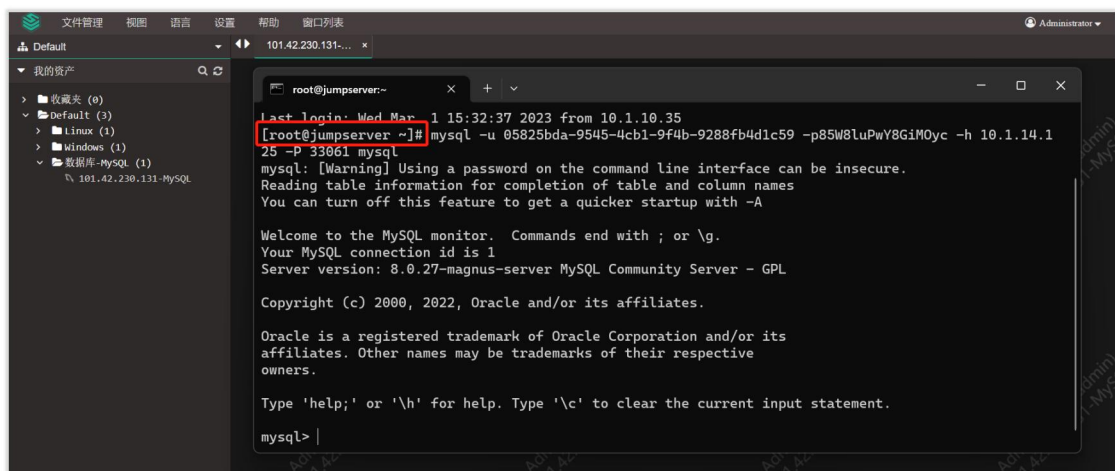 文件管理 视图 语言 设置 帮助 窗口列表 Administrator
Default 101.42.230.131-... ×
我的资产
收藏夹 (0)
Default (3)
Linux (1)
Windows (1)
数据库-MySQL (1)
101.42.230.131-MySQL
root@jumpserver:~
Last login: Wed Mar 1 15:32:37 2023 from 10.1.10.35
[root@jumpserver ~]# mysql -u 05825bda-9545-4cb1-9f4b-9288fb4d1c59 -p85W8luPwY8GiMOyc -h 10.1.14.1
25 -P 33061 mysql
mysql: [Warning] Using a password on the command line interface can be insecure.
Reading table information for completion of table and column names
You can turn off this feature to get a quicker startup with -A
Welcome to the MySQL monitor. Commands end with ; or \g.
Your MySQL connection id is 1
Server version: 8.0.27-magnus-server MySQL Community Server - GPL
Copyright (c) 2000, 2022, Oracle and/or its affiliates.
Oracle is a registered trademark of Oracle Corporation and/or its
affiliates. Other names may be trademarks of their respective
owners.
Type 'help;' or '\h' for help. Type '\c' to clear the current input statement.
mysql>